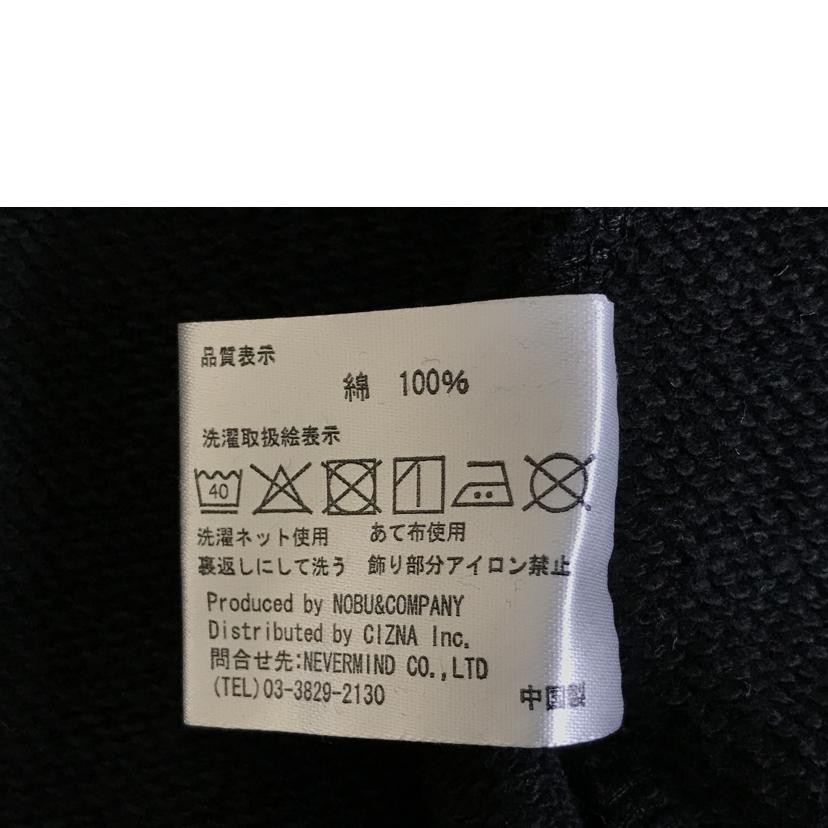 品質表示
綿 100%
洗濯取扱絵表示
40
洗濯ネット使用 あて布使用
裏返しにして洗う 飾り部分アイロン禁止
Produced by NOBU&COMPANY
Distributed by CIZNA Inc.
問合せ先:NEVERMIND CO.,LTD
(TEL)03-3829-2130 中国製